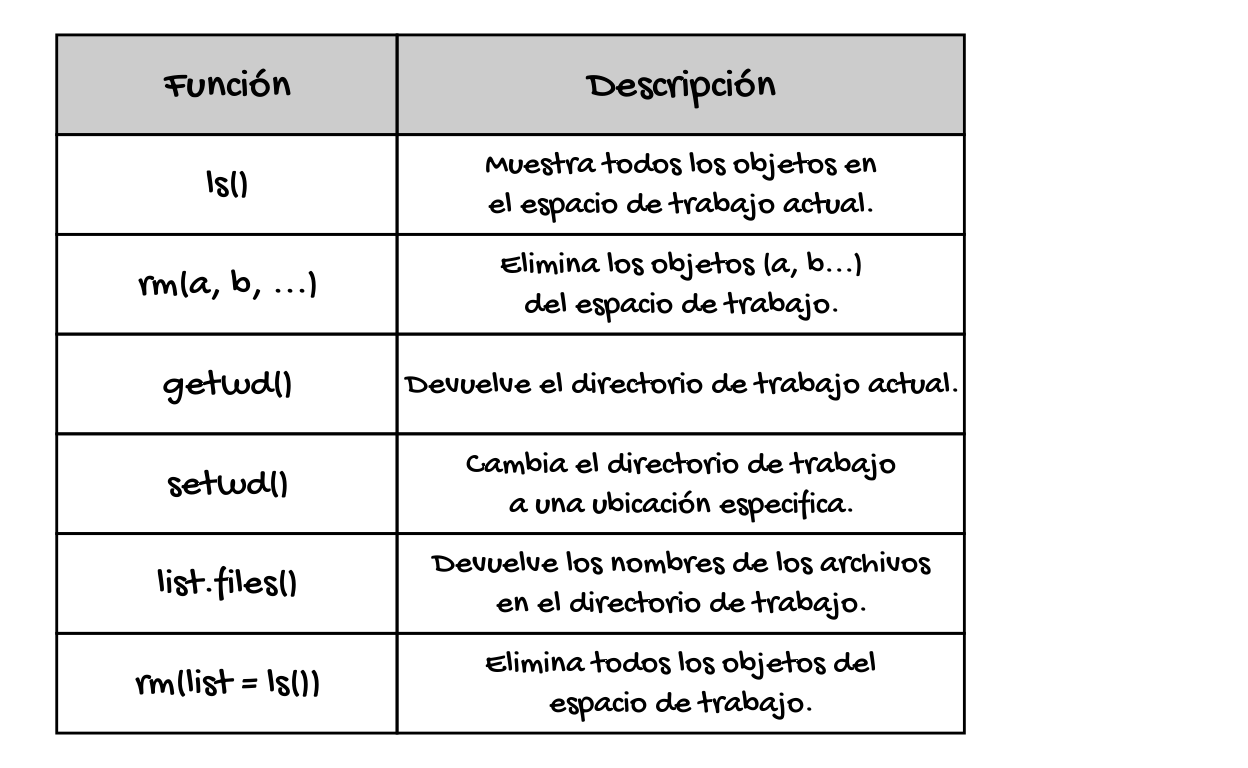 Función
Descripción
ls()
Muestra todos los objetos en
el espacio de trabajo actual.
rm(a, b, ...)
Elimina los objetos (a, b...)
del espacio de trabajo.
getwd()
Devuelve el directorio de trabajo actual.
setwd()
Cambia el directorio de trabajo
a una ubicación especifica.
list.files()
Devuelve los nombres de los archivos
en el directorio de trabajo.
rm(list = ls())
Elimina todos los objetos del
espacio de trabajo.